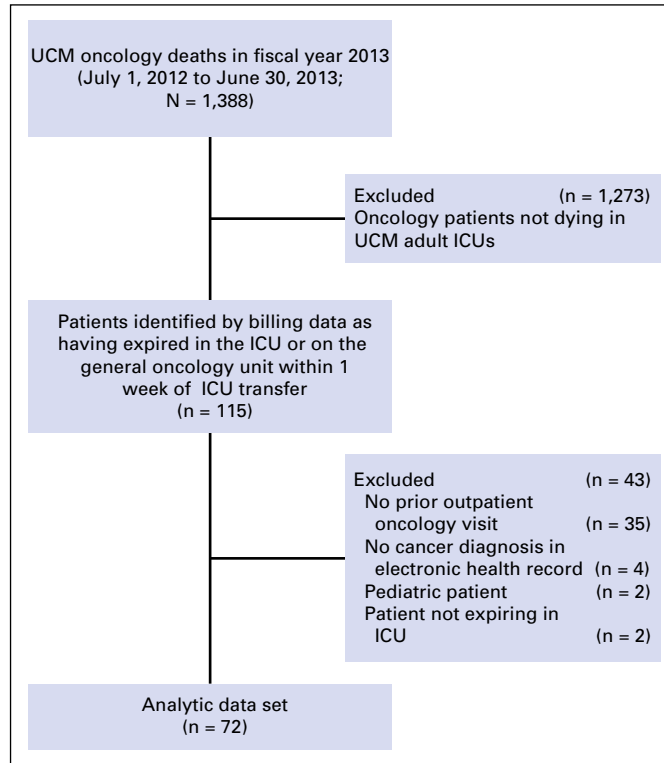 UCM oncology deaths in fiscal year 2013
(July 1, 2012 to June 30, 2013;
N = 1,388)
Excluded (n = 1,273)
Oncology patients not dying in
UCM adult ICUs
Patients identified by billing data as
having expired in the ICU or on the
general oncology unit within 1
week of ICU transfer
(n = 115)
Excluded (n = 43)
No prior outpatient
oncology visit (n = 35)
No cancer diagnosis in
electronic health record (n = 4)
Pediatric patient (n = 2)
Patient not expiring in
ICU (n = 2)
Analytic data set
(n = 72)